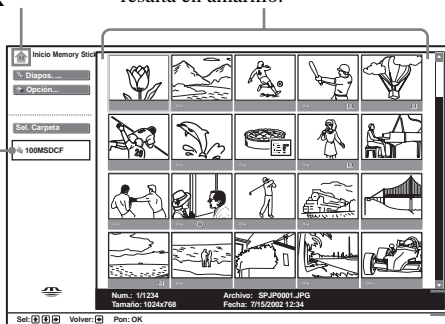 resalta en amarillo.
Inicio Memory Stick
Diapos. ...
Opción...
Sel. Carpeta
100MSDCF
Num.: 1/1234 Archivo: SPJP0001.JPG
Tamaño: 1024x768 Fecha: 7/15/2002 12:34
Sel: Volver: Pon: OK